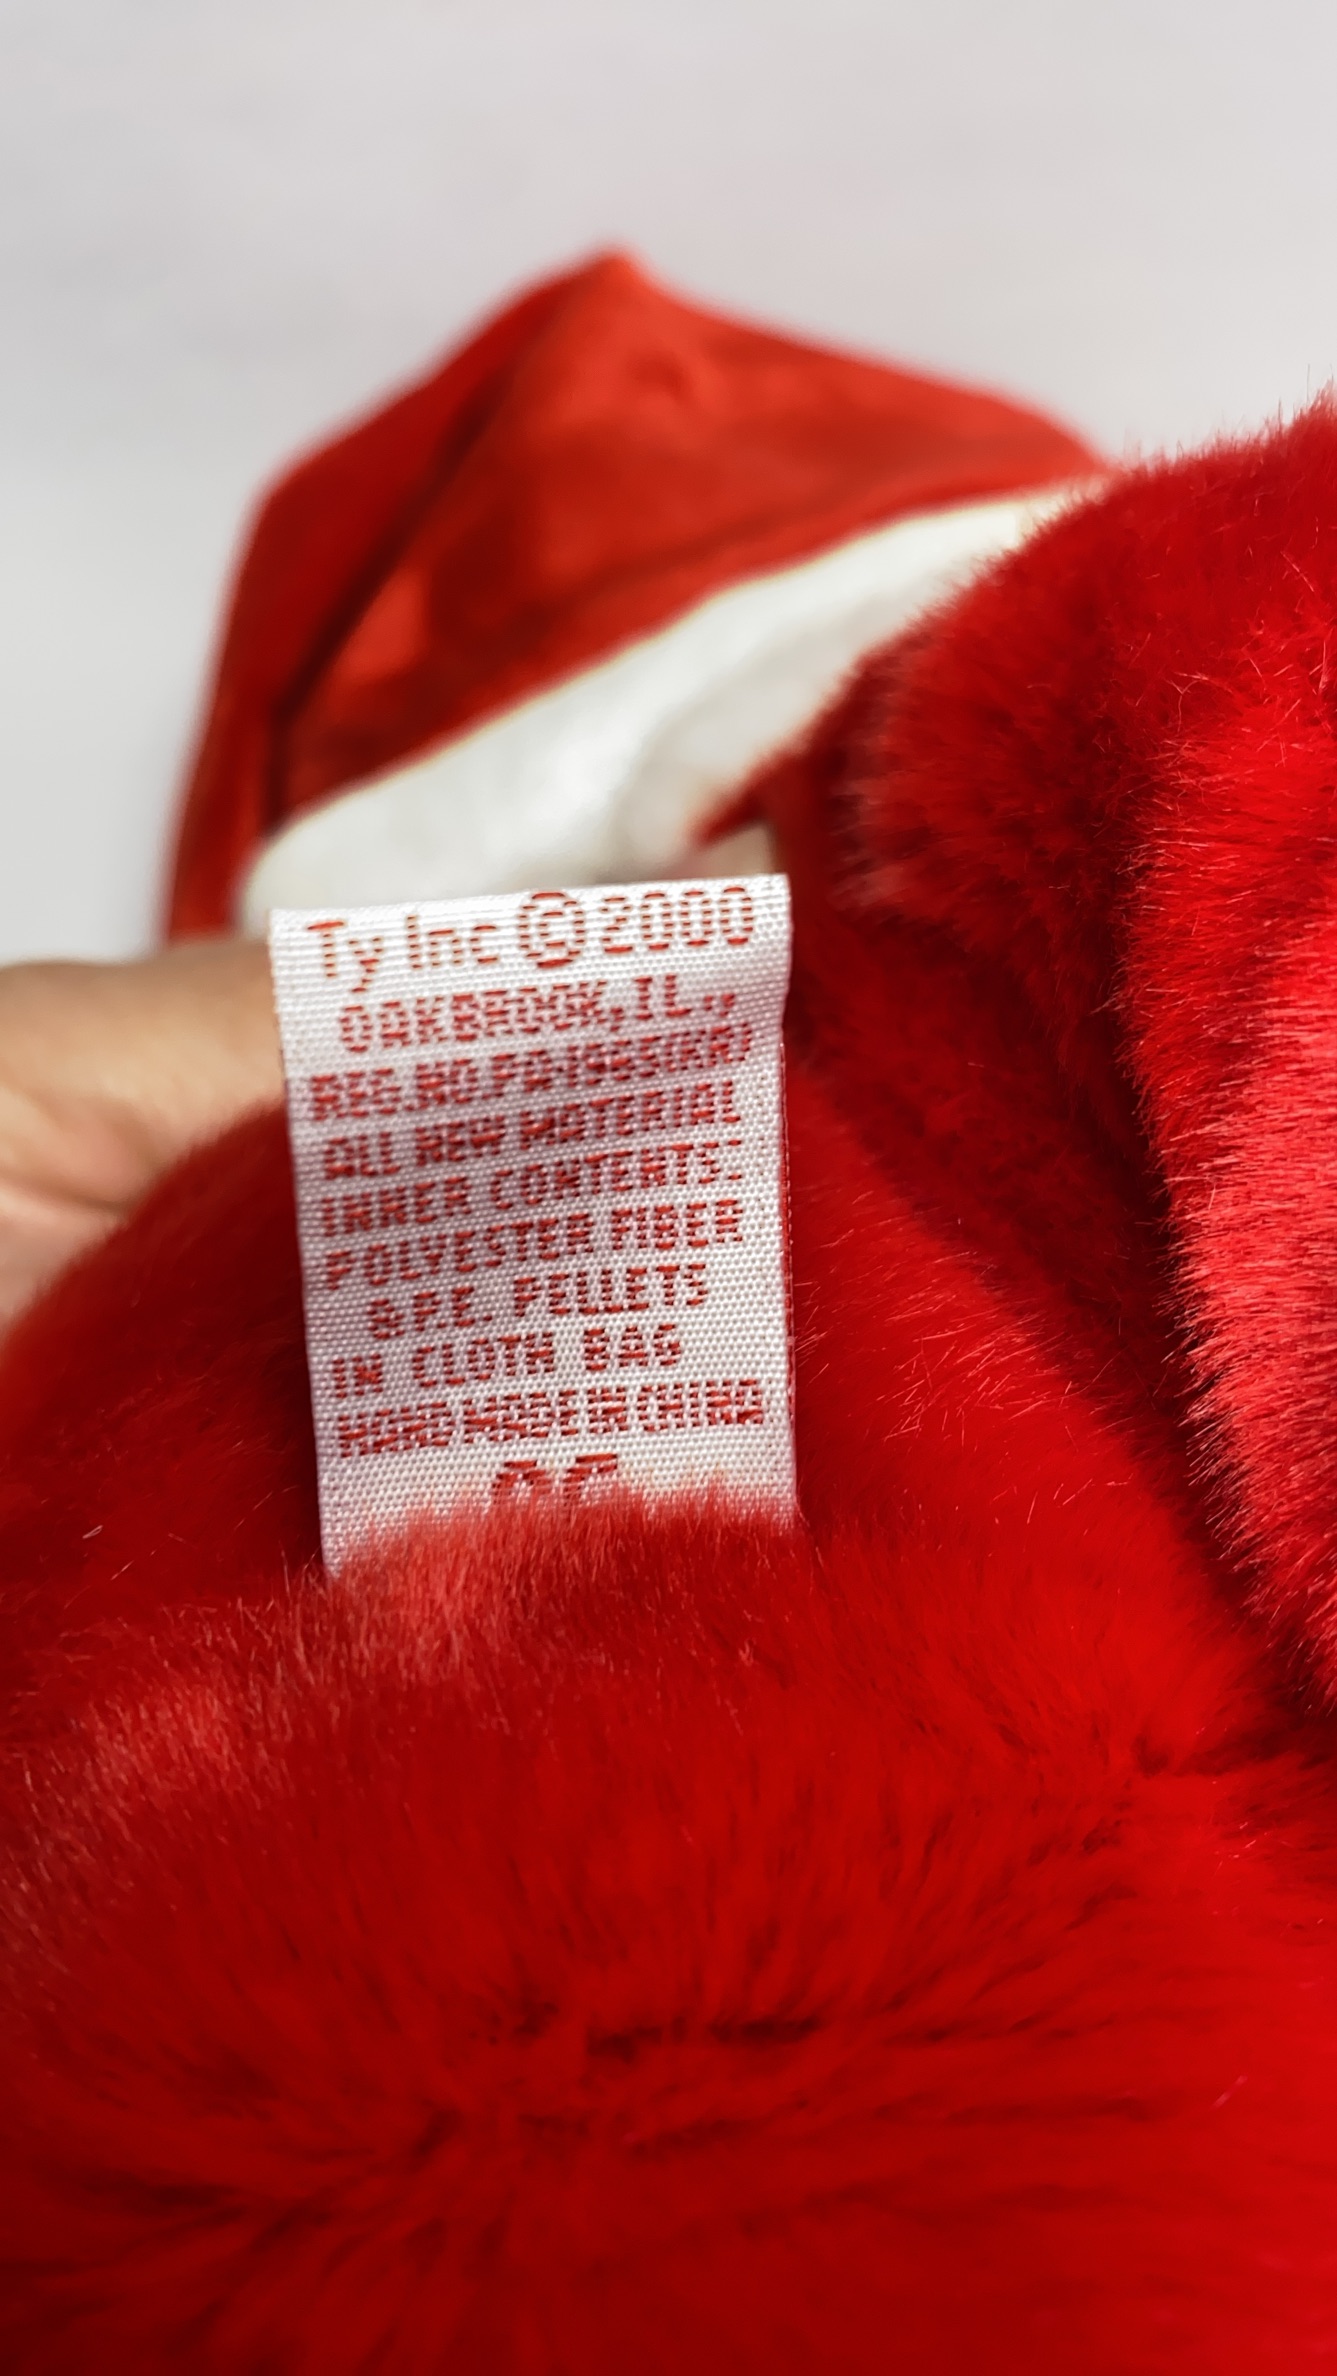 Ty Inc © 2000
OAKBROOK, IL.,
REG. NO. PA-1965(KR)
ALL NEW MATERIAL
INNER CONTENTS:
POLYESTER FIBER
& P.E. PELLETS
IN CLOTH BAG
HAND MADE IN CHINA